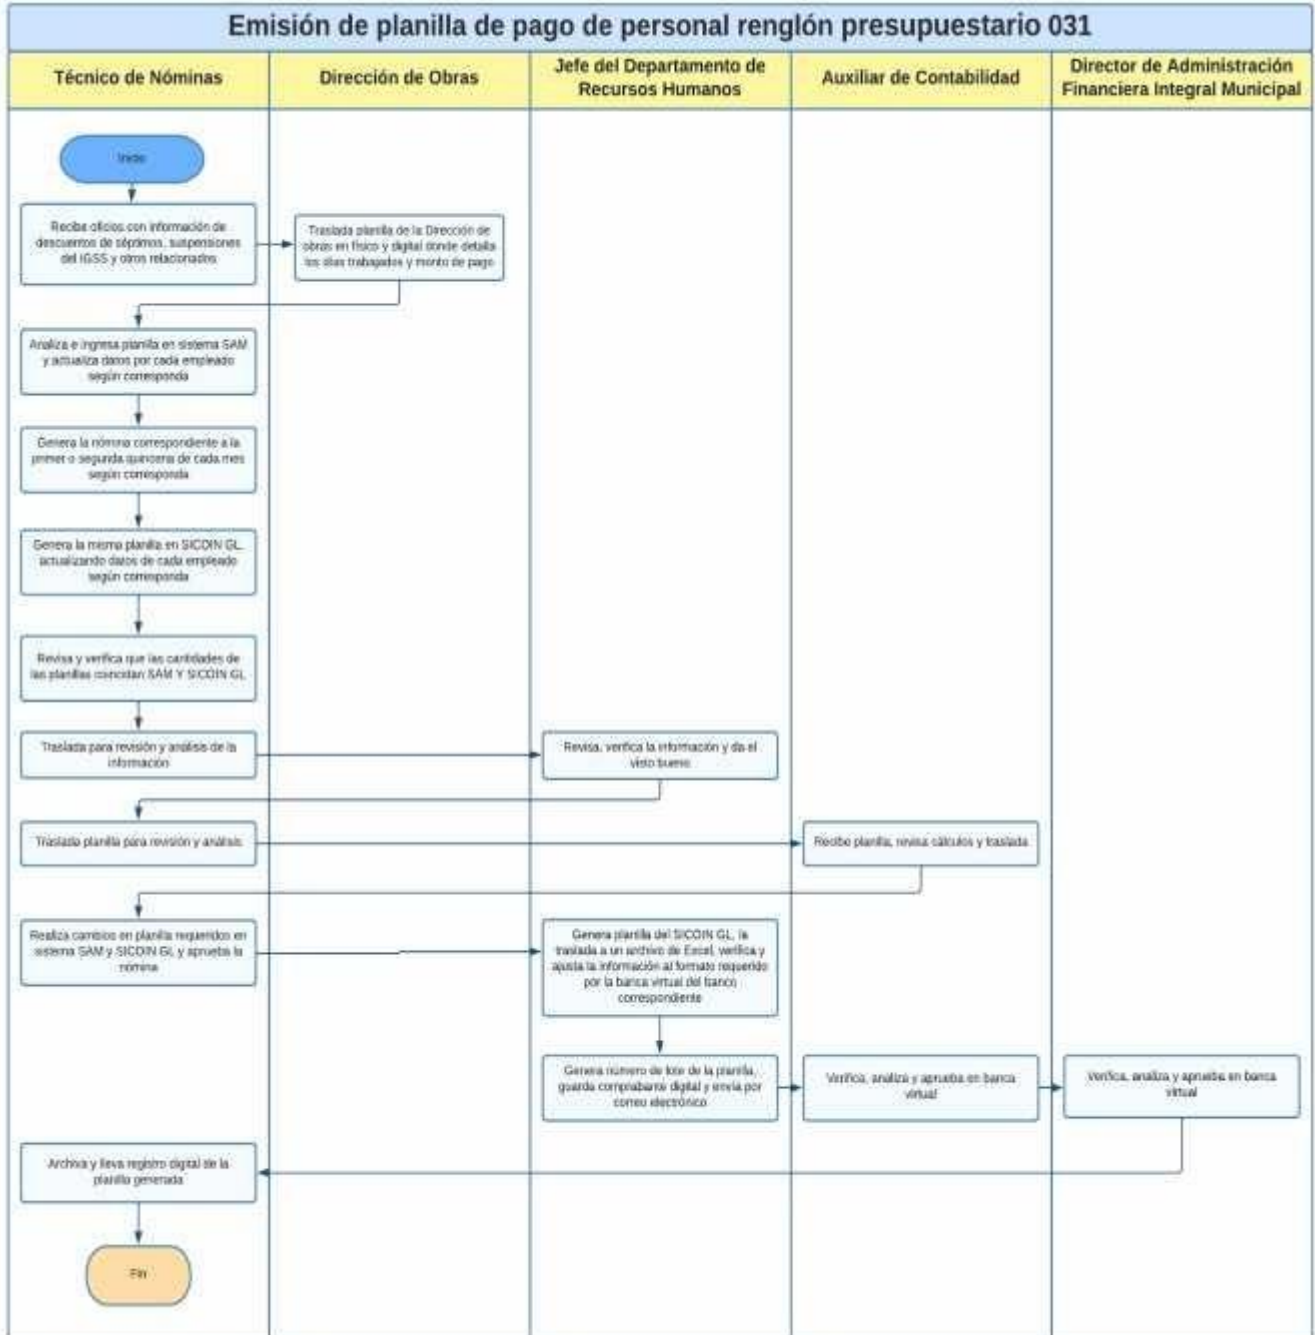 Emisión de planilla de pago de personal renglón presupuestario 031
Técnico de Nóminas
Dirección de Obras
Jefe del Departamento de
Recursos Humanos
Auxiliar de Contabilidad
Director de Administración
Financiera Integral Municipal
Inicio
Recibe oficios con información de
descuentos de séptimos, suspensiones
del IGSS y otros relacionados
Traslada planilla de la Dirección de
obras en físico y digital donde detalla
los días trabajados y monto de pago
Analiza e ingresa planilla en sistema SAM
y actualiza datos por cada empleado
según corresponda
Genera la nómina correspondiente a la
primer o segunda quincena de cada mes
según corresponda
Genera la misma planilla en SICOIN GL,
actualizando datos de cada empleado
según corresponda
Revisa y verifica que las cantidades de
las planillas coincidan SAM Y SICOIN GL
Traslada para revisión y análisis de la
información
Revisa, verifica la información y da el
visto bueno
Traslada planilla para revisión y análisis
Recibe planilla, revisa cálculos y traslada
Realiza cambios en planilla requeridos en
sistema SAM y SICOIN GL y aprueba la
nómina
Genera planilla del SICOIN GL, la
traslada a un archivo de Excel, verifica y
ajusta la información al formato requerido
por la banca virtual del banco
correspondiente
Genera número de lote de la planilla,
guarda comprobante digital y envía por
correo electrónico
Verifica, analiza y aprueba en banca
virtual
Verifica, analiza y aprueba en banca
virtual
Archiva y lleva registro digital de la
planilla generada
Fin